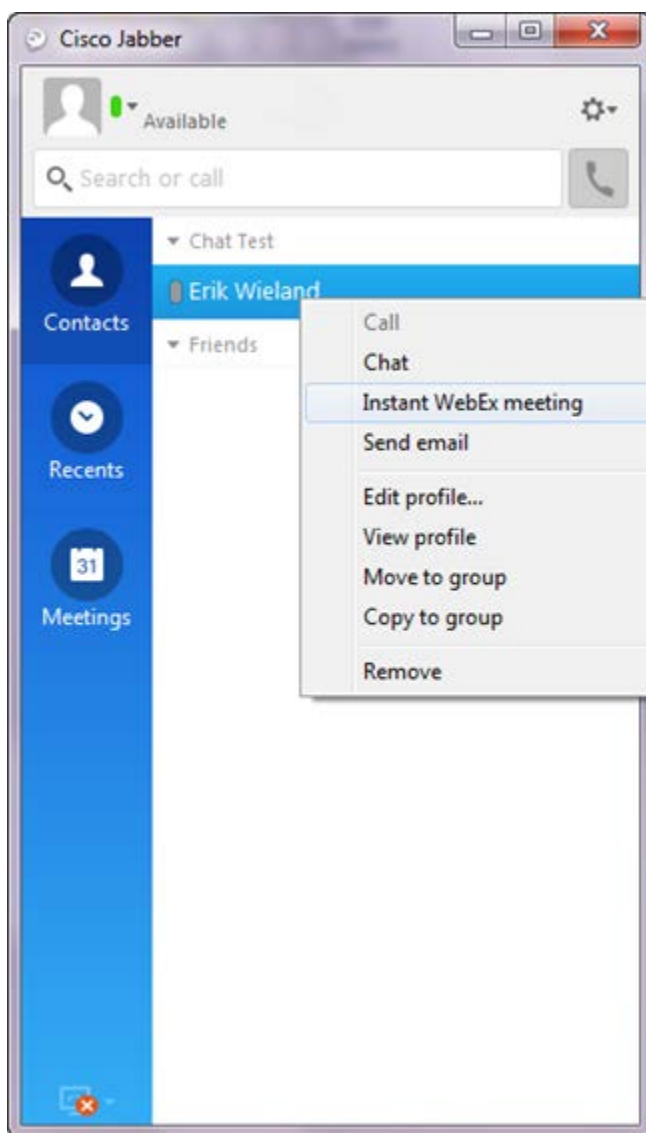 Cisco Jabber
Available
Search or call
Chat Test
Erik Wieland
Friends
Contacts
Recents
31
Meetings
Call
Chat
Instant WebEx meeting
Send email
Edit profile...
View profile
Move to group
Copy to group
Remove